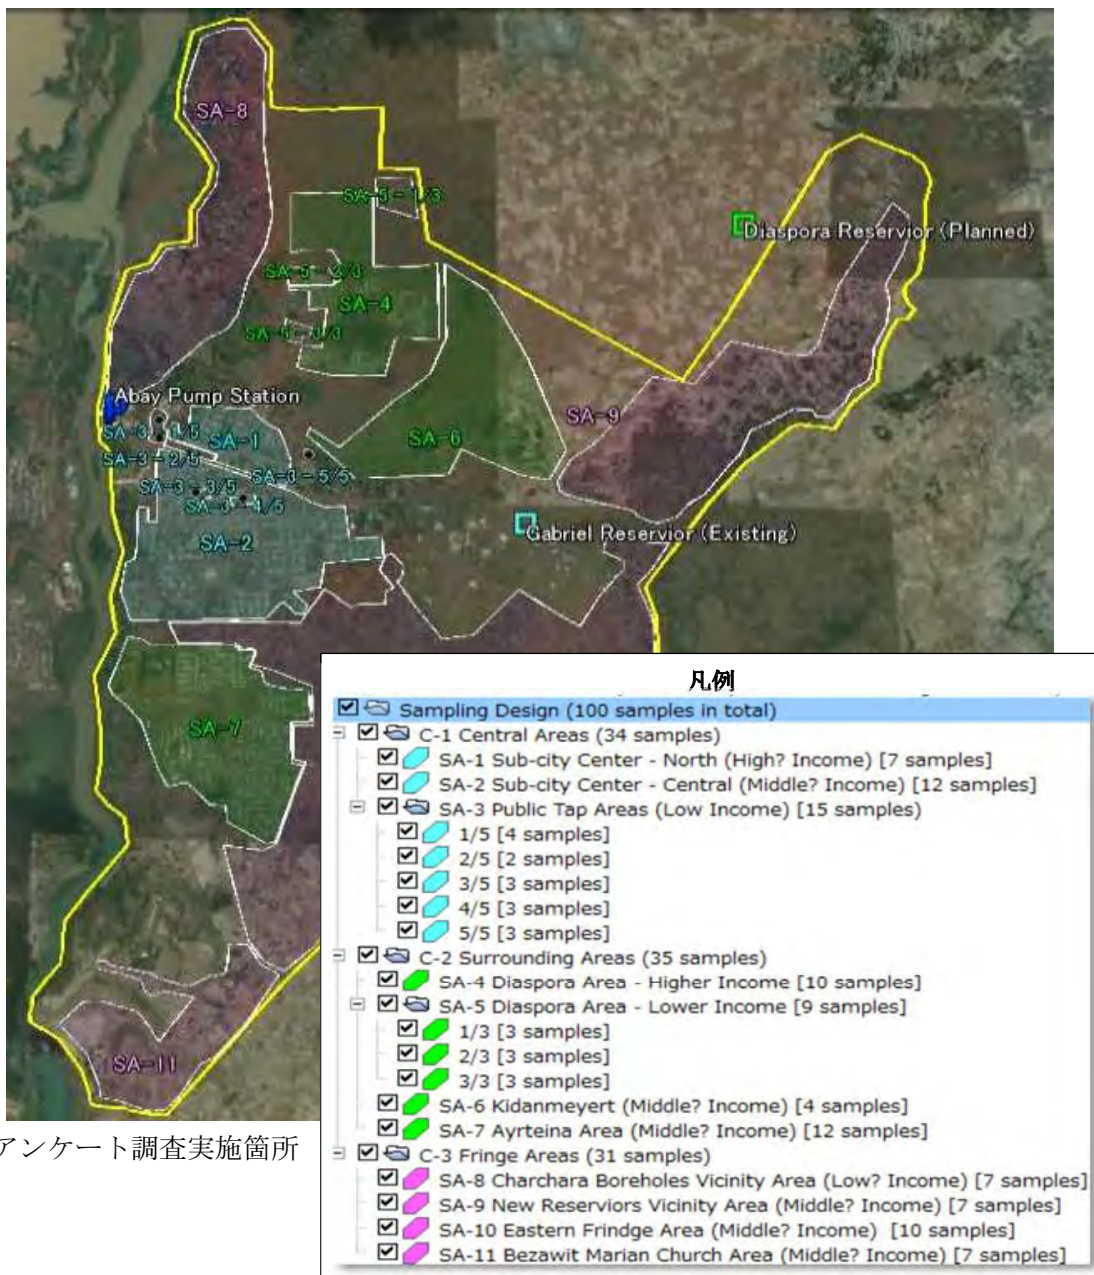 SA-8
SA-5 - 1/3
Diaspora Reservior (Planned)
SA-5 - 2/3
SA-4
SA-5 - 3/3
Abay Pump Station
SA-9
SA-3 - 1/5
SA-1
SA-6
SA-3 - 2/5
SA-3 - 5/5
SA-3 - 3/5
SA-3 - 4/5
Gabriel Reservior (Existing)
SA-2
SA-7
SA-11
アンケート調査実施箇所
凡例
Sampling Design (100 samples in total)
C-1 Central Areas (34 samples)
SA-1 Sub-city Center - North (High? Income) [7 samples]
SA-2 Sub-city Center - Central (Middle? Income) [12 samples]
SA-3 Public Tap Areas (Low Income) [15 samples]
1/5 [4 samples]
2/5 [2 samples]
3/5 [3 samples]
4/5 [3 samples]
5/5 [3 samples]
C-2 Surrounding Areas (35 samples)
SA-4 Diaspora Area - Higher Income [10 samples]
SA-5 Diaspora Area - Lower Income [9 samples]
1/3 [3 samples]
2/3 [3 samples]
3/3 [3 samples]
SA-6 Kidanmeyert (Middle? Income) [4 samples]
SA-7 Ayrteina Area (Middle? Income) [12 samples]
C-3 Fringe Areas (31 samples)
SA-8 Charchara Boreholes Vicinity Area (Low? Income) [7 samples]
SA-9 New Reserviors Vicinity Area (Middle? Income) [7 samples]
SA-10 Eastern Frindge Area (Middle? Income) [10 samples]
SA-11 Bezawit Marian Church Area (Middle? Income) [7 samples]